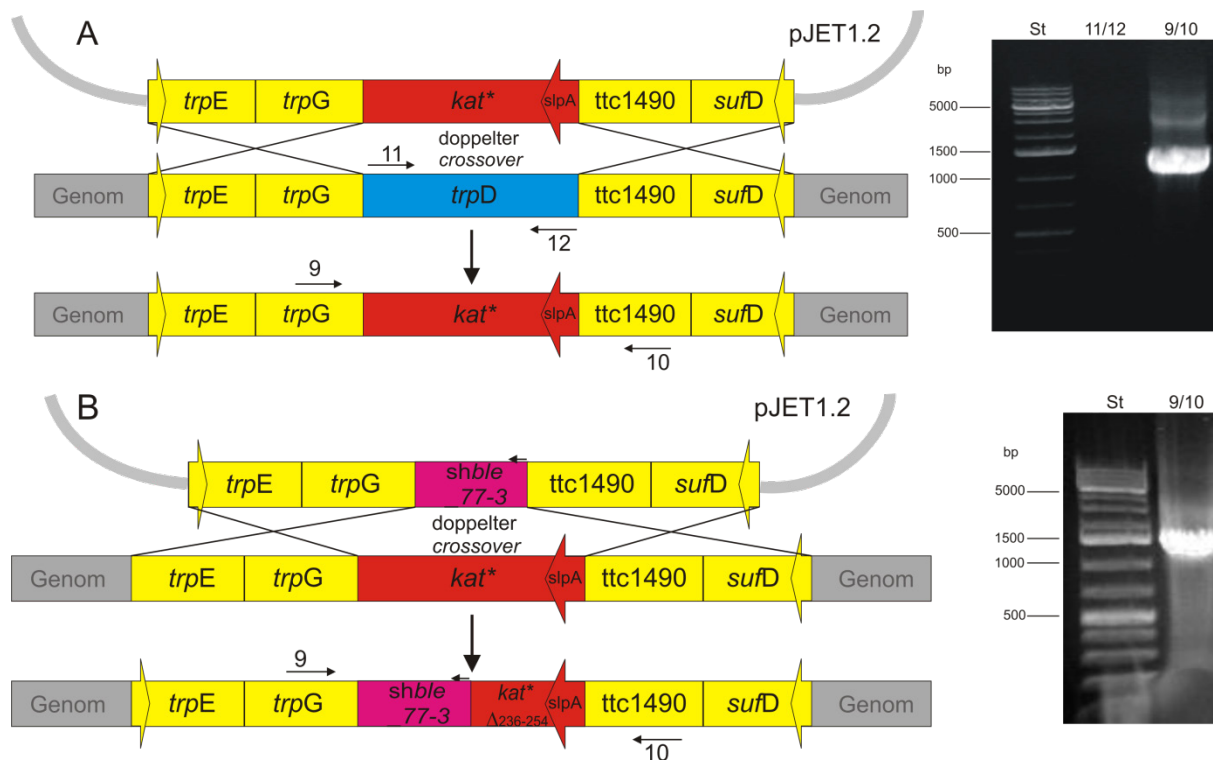 A
pJET1.2
trpE trpG kat* slpA ttc1490 sufD
doppelter
crossover
11
Genom trpE trpG trpD ttc1490 sufD Genom
12
9
Genom trpE trpG kat* slpA ttc1490 sufD Genom
10
St 11/12 9/10
bp
5000
1500
1000
500
B
pJET1.2
trpE trpG shble ttc1490 sufD
_77-3
doppelter
crossover
Genom trpE trpG kat* slpA ttc1490 sufD Genom
9
Genom trpE trpG shble kat* slpA ttc1490 sufD Genom
_77-3 Δ236-254
10
St 9/10
bp
5000
1500
1000
500